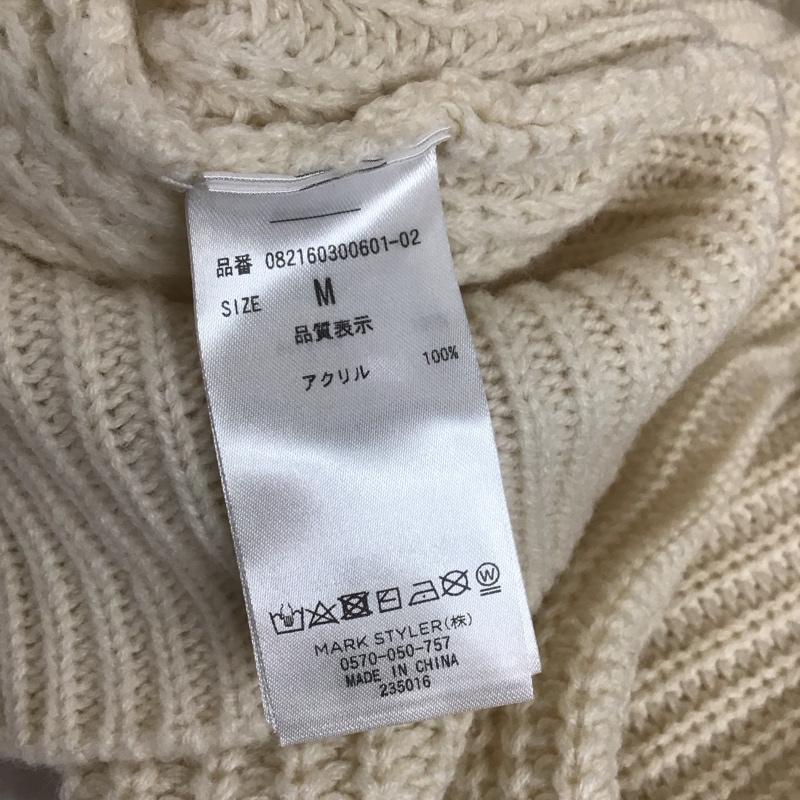 品番 082160300601-02
SIZE M
品質表示
アクリル 100%
W
MARK STYLER(株)
0570-050-757
MADE IN CHINA
235016